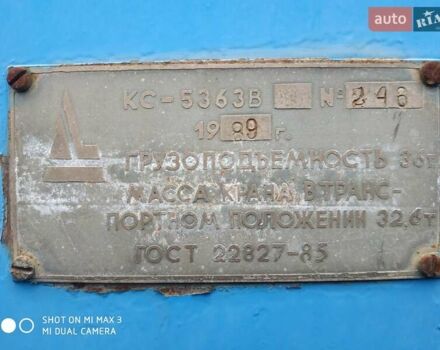 auto RIA
КС-5363В № 246
1989 г.
ГРУЗОПОДЪЕМНОСТЬ 36т
МАССА КРАНА В ТРАНС-
ПОРТНОМ ПОЛОЖЕНИИ 32,6т
ГОСТ 22827-85
SHOT ON MI MAX 3
MI DUAL CAMERA